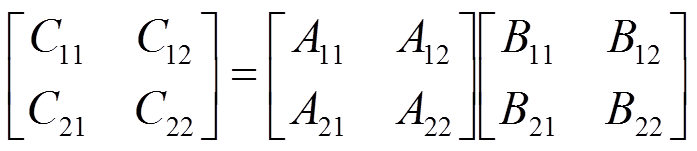 [C₁₁ C₁₂] = [A₁₁ A₁₂][B₁₁ B₁₂]
[C₂₁ C₂₂] [A₂₁ A₂₂][B₂₁ B₂₂]